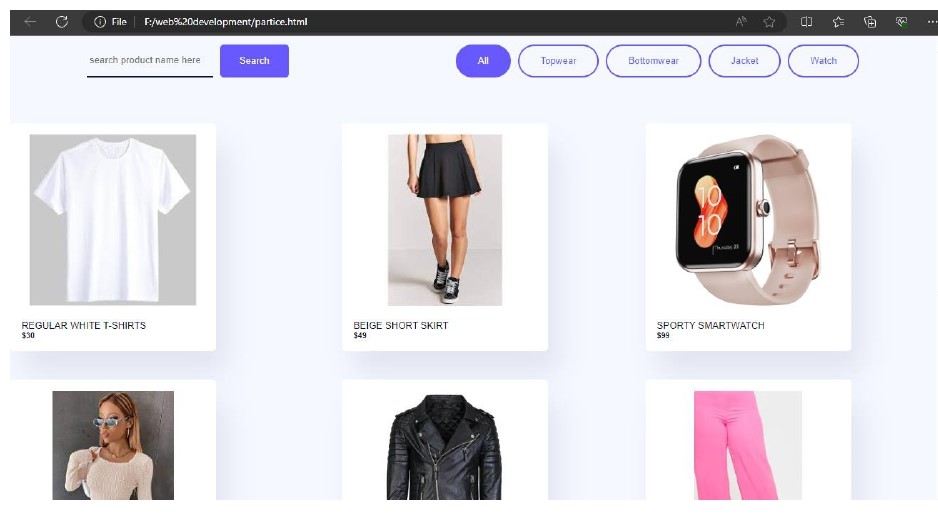 File F:/web%20development/partice.html
search product name here Search All Topwear Bottomwear Jacket Watch
10
10
REGULAR WHITE T-SHIRTS BEIGE SHORT SKIRT SPORTY SMARTWATCH
$30 $49 $99